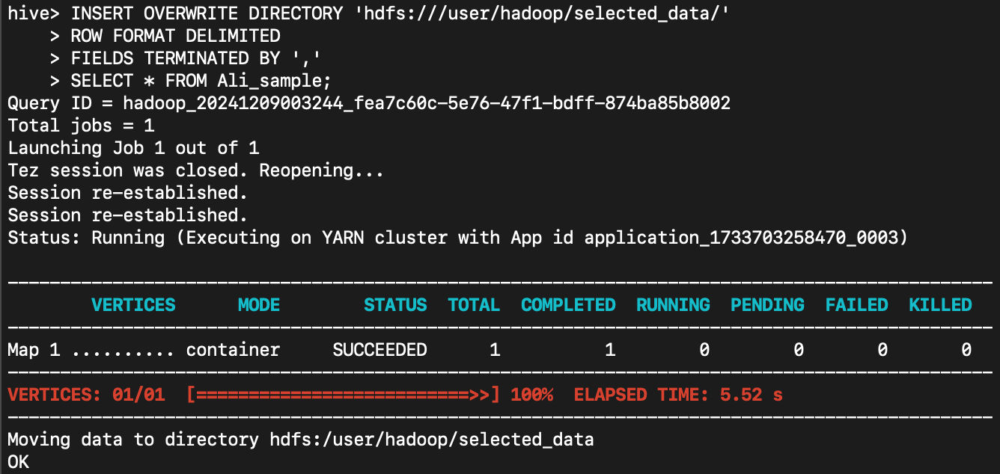 hive> INSERT OVERWRITE DIRECTORY 'hdfs:///user/hadoop/selected_data/'
    > ROW FORMAT DELIMITED
    > FIELDS TERMINATED BY ','
    > SELECT * FROM Ali_sample;
Query ID = hadoop_20241209003244_fea7c60c-5e76-47f1-bdff-874ba85b8002
Total jobs = 1
Launching Job 1 out of 1
Tez session was closed. Reopening...
Session re-established.
Session re-established.
Status: Running (Executing on YARN cluster with App id application_1733703258470_0003)
----------------------------------------------------------------------------------------------
        VERTICES      MODE        STATUS  TOTAL  COMPLETED  RUNNING  PENDING  FAILED  KILLED
----------------------------------------------------------------------------------------------
Map 1 .......... container     SUCCEEDED      1          1        0        0       0       0
----------------------------------------------------------------------------------------------
VERTICES: 01/01  [==========================>>] 100%  ELAPSED TIME: 5.52 s
----------------------------------------------------------------------------------------------
Moving data to directory hdfs:/user/hadoop/selected_data
OK